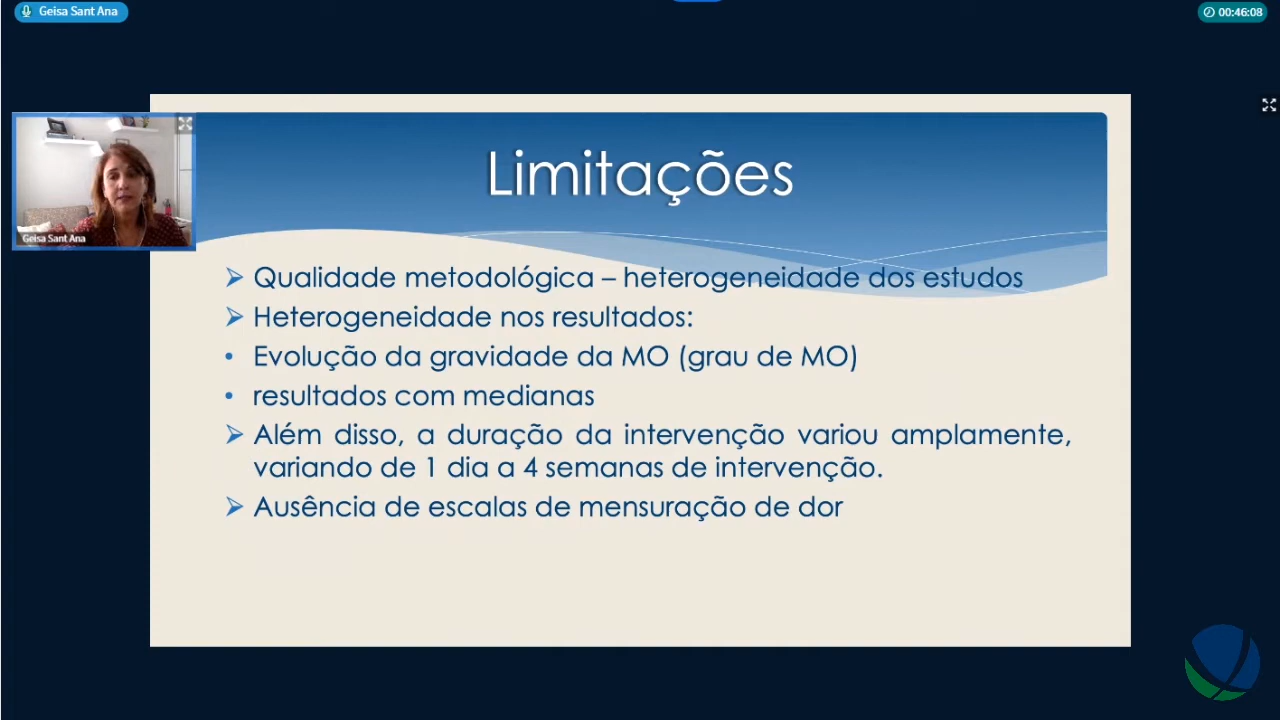 Geisa Sant Ana
00:46:08
Limitações
Geisa Sant Ana
➢ Qualidade metodológica – heterogeneidade dos estudos
➢ Heterogeneidade nos resultados:
• Evolução da gravidade da MO (grau de MO)
• resultados com medianas
➢ Além disso, a duração da intervenção variou amplamente,
variando de 1 dia a 4 semanas de intervenção.
➢ Ausência de escalas de mensuração de dor